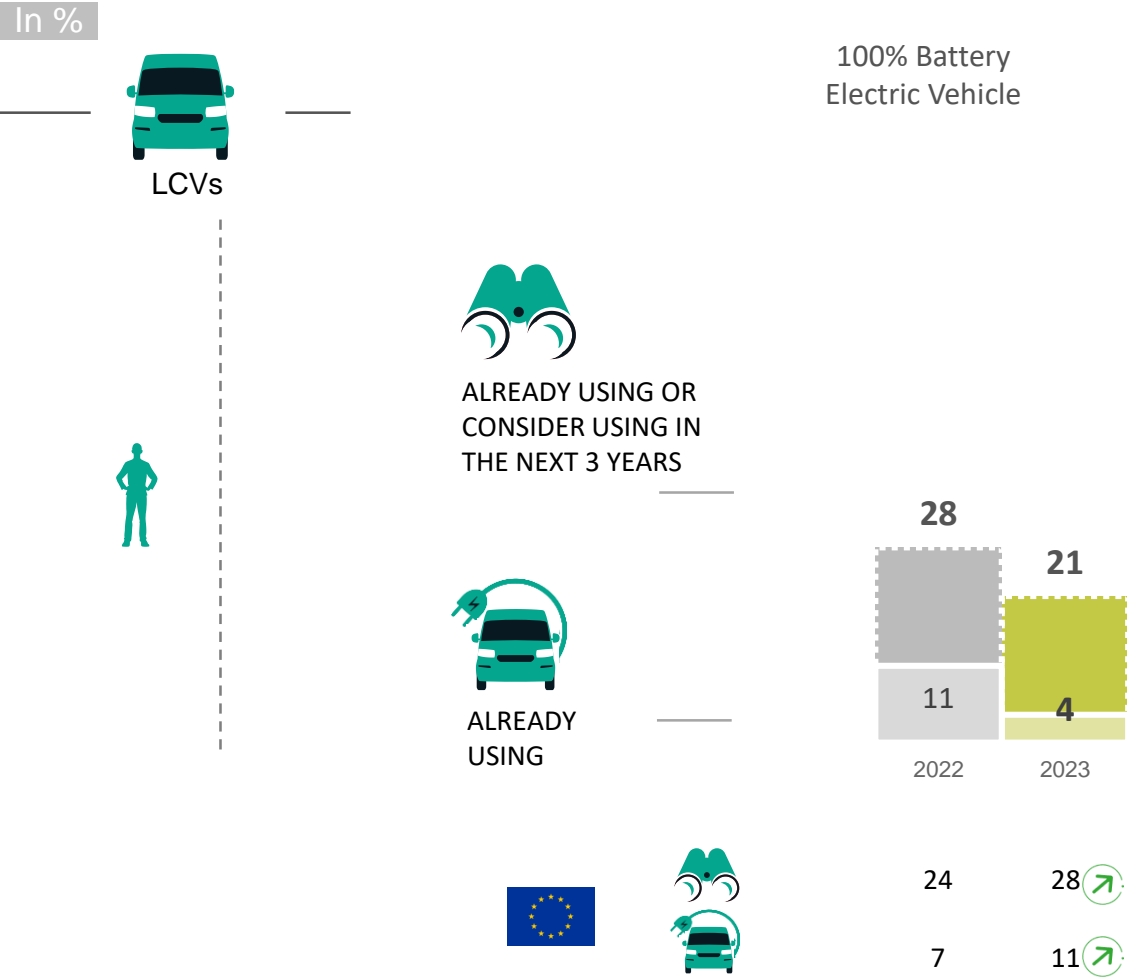 In %
100% Battery
Electric Vehicle
LCVs
ALREADY USING OR
CONSIDER USING IN
THE NEXT 3 YEARS
28
21
11
4
ALREADY
USING
2022 2023
24 28
7 11